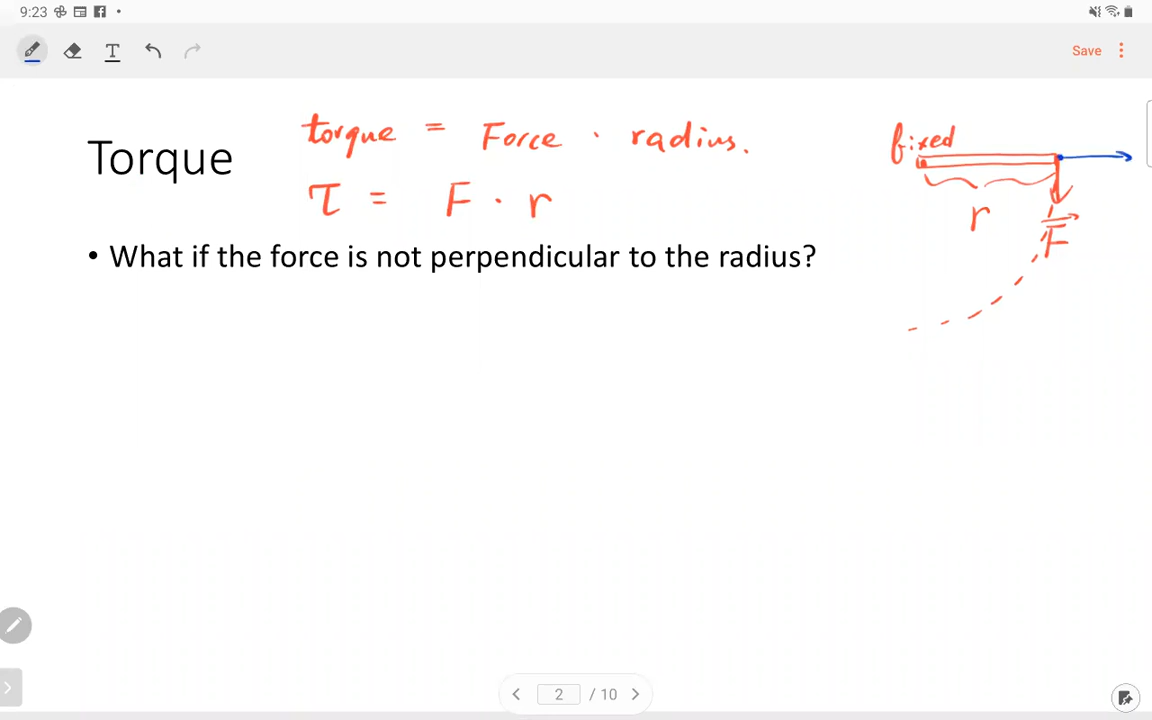 9:23
Save
torque = Force · radius.
Torque
τ = F · r
fixed
r
F
• What if the force is not perpendicular to the radius?
2 / 10